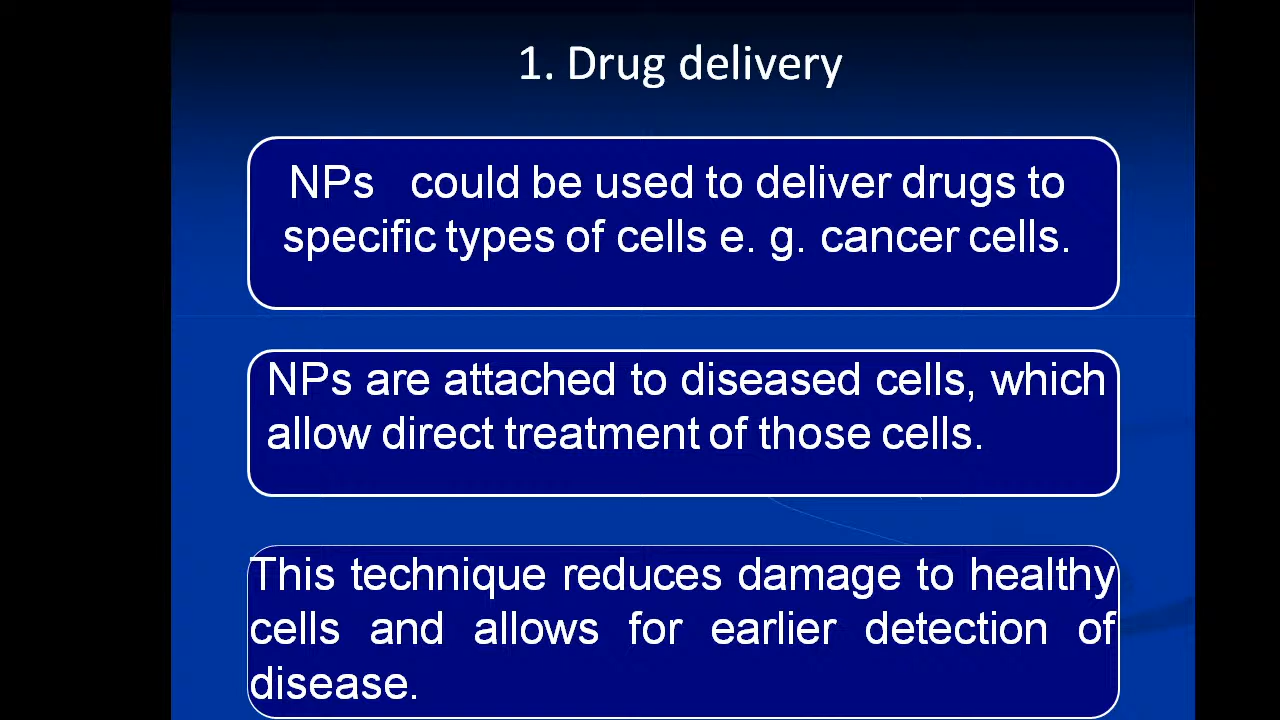 1. Drug delivery
NPs could be used to deliver drugs to
specific types of cells e. g. cancer cells.
NPs are attached to diseased cells, which
allow direct treatment of those cells.
This technique reduces damage to healthy
cells and allows for earlier detection of
disease.